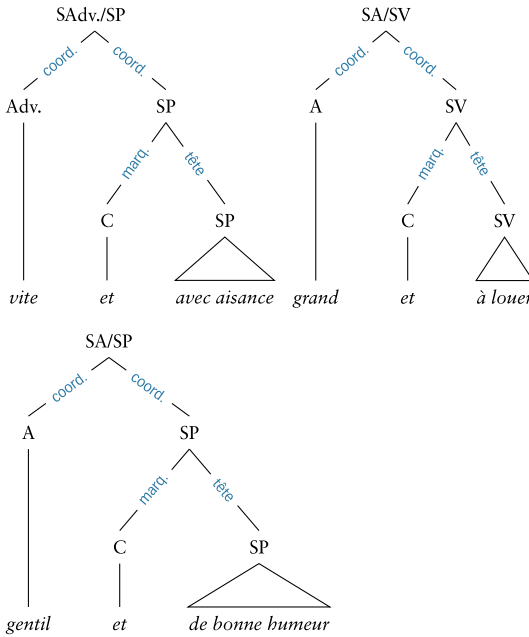 SAdv./SP SA/SV
coord. coord. coord. coord.
Adv. SP A SV
marq. tête marq. tête
C SP C SV
vite et avec aisance grand et à louer
SA/SP
coord. coord.
A SP
marq. tête
C SP
gentil et de bonne humeur